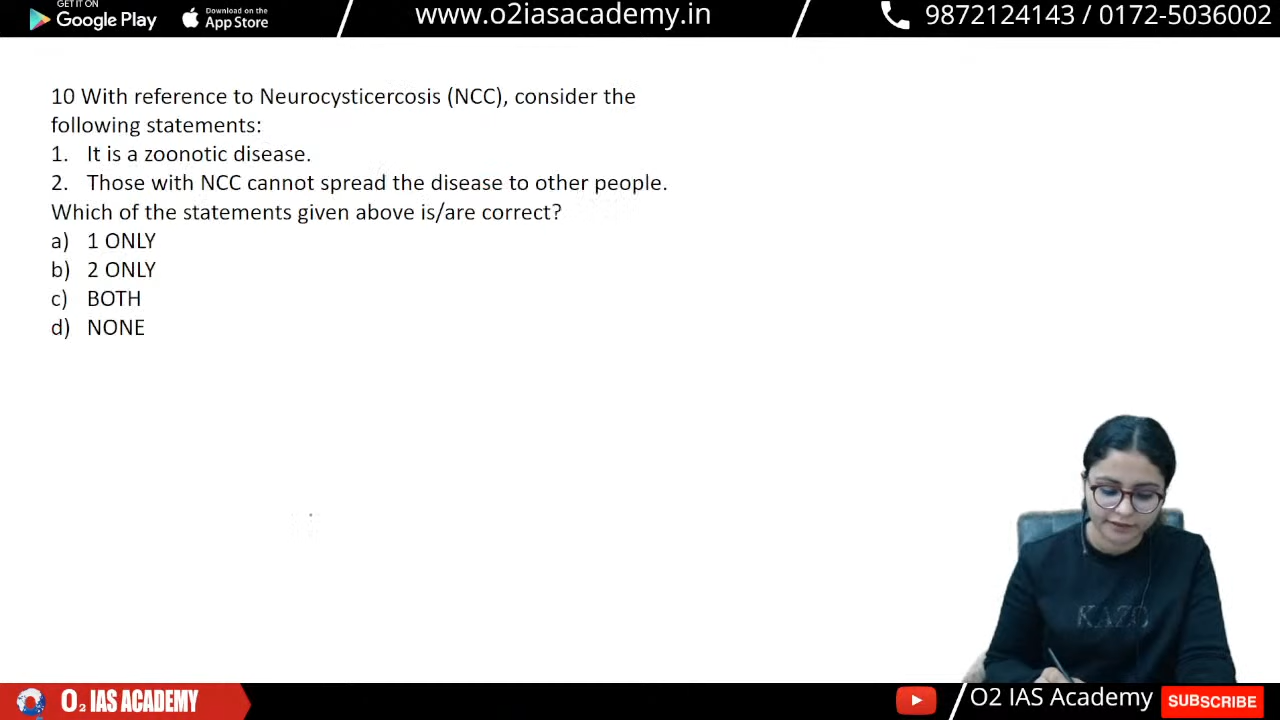 GET IT ON
Google Play
Download on the
App Store
www.o2iasacademy.in
9872124143 / 0172-5036002
10 With reference to Neurocysticercosis (NCC), consider the
following statements:
1. It is a zoonotic disease.
2. Those with NCC cannot spread the disease to other people.
Which of the statements given above is/are correct?
a) 1 ONLY
b) 2 ONLY
c) BOTH
d) NONE
KAZO
O2 IAS ACADEMY
O2 IAS Academy
SUBSCRIBE